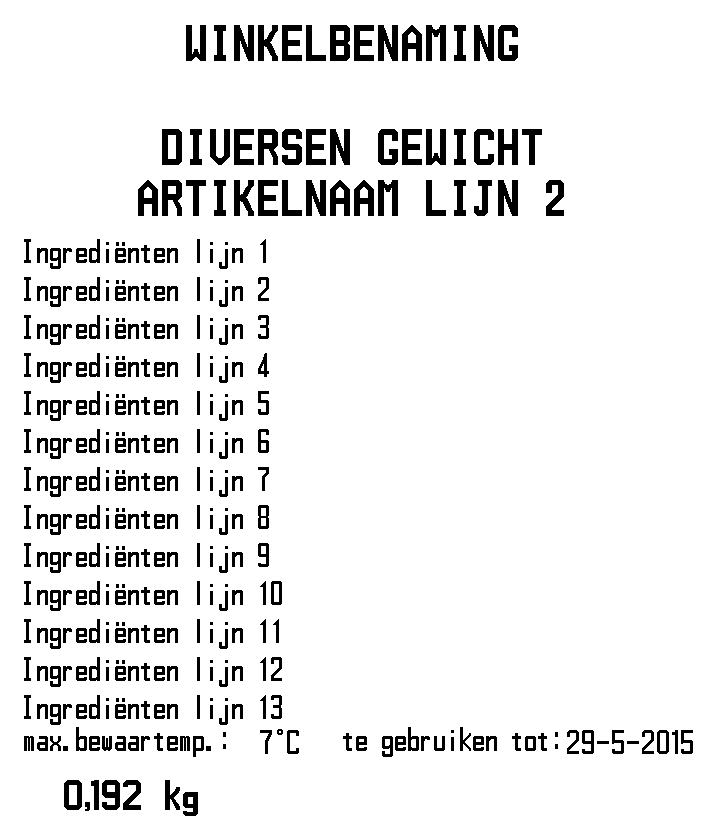 WINKELBENAMING
DIVERSEN GEWICHT
ARTIKELNAAM LIJN 2
Ingrediënten lijn 1
Ingrediënten lijn 2
Ingrediënten lijn 3
Ingrediënten lijn 4
Ingrediënten lijn 5
Ingrediënten lijn 6
Ingrediënten lijn 7
Ingrediënten lijn 8
Ingrediënten lijn 9
Ingrediënten lijn 10
Ingrediënten lijn 11
Ingrediënten lijn 12
Ingrediënten lijn 13
max.bewaartemp.: 7°C te gebruiken tot:29-5-2015
0,192 kg